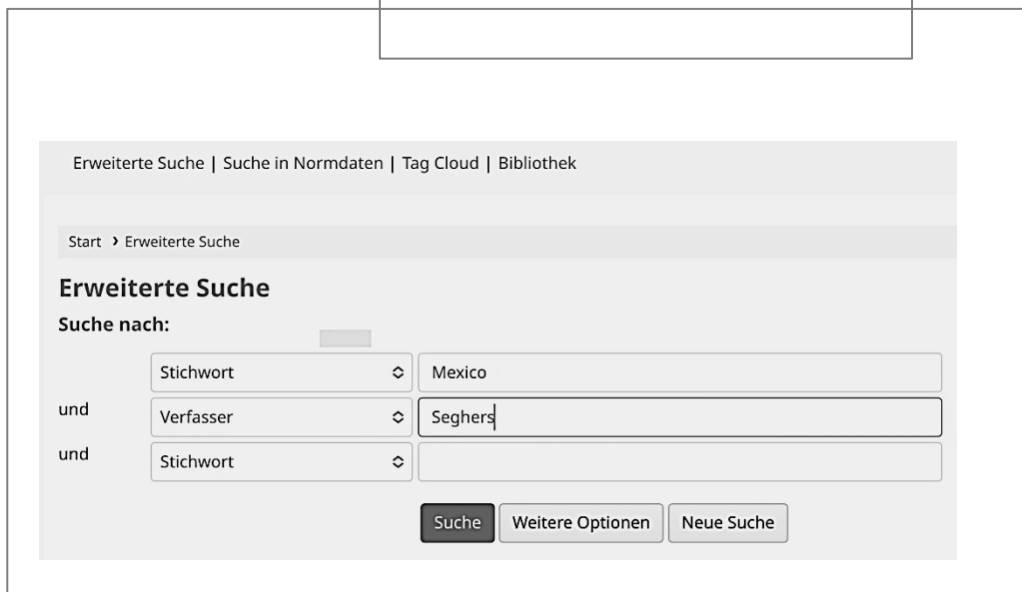 Erweiterte Suche | Suche in Normdaten | Tag Cloud | Bibliothek
Start › Erweiterte Suche
Erweiterte Suche
Suche nach:
Stichwort Mexico
und Verfasser Seghers
und Stichwort
Suche Weitere Optionen Neue Suche